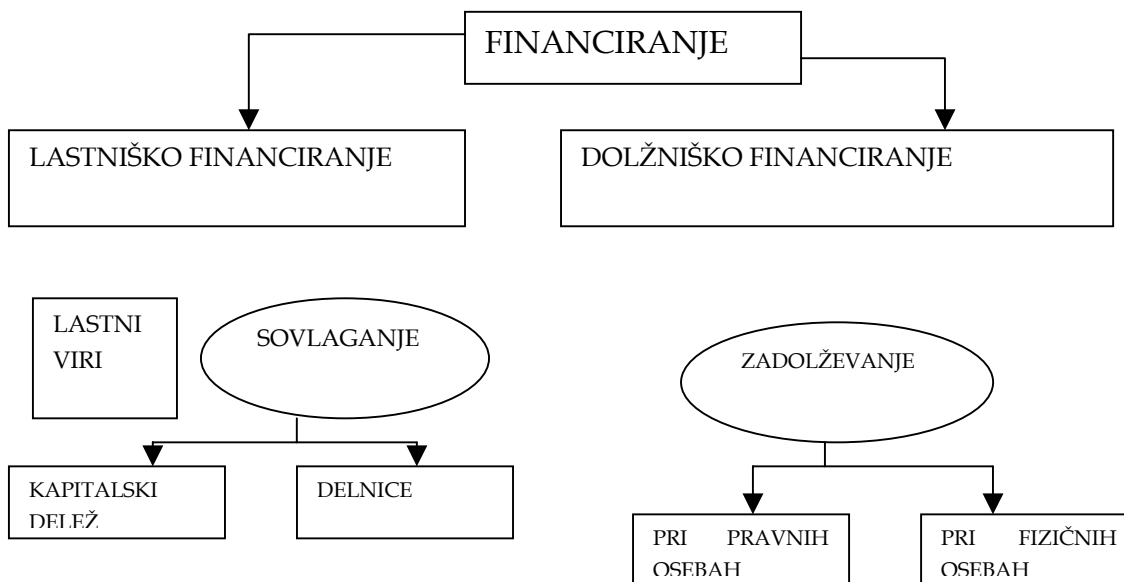 FINANCIRANJE
LASTNIŠKO FINANCIRANJE
DOLŽNIŠKO FINANCIRANJE
LASTNI
VIRI
SOVLAGANJE
ZADOLŽEVANJE
KAPITALSKI
DELEŽ
DELNICE
PRI PRAVNIH
OSEBAH
PRI FIZIČNIH
OSEBAH